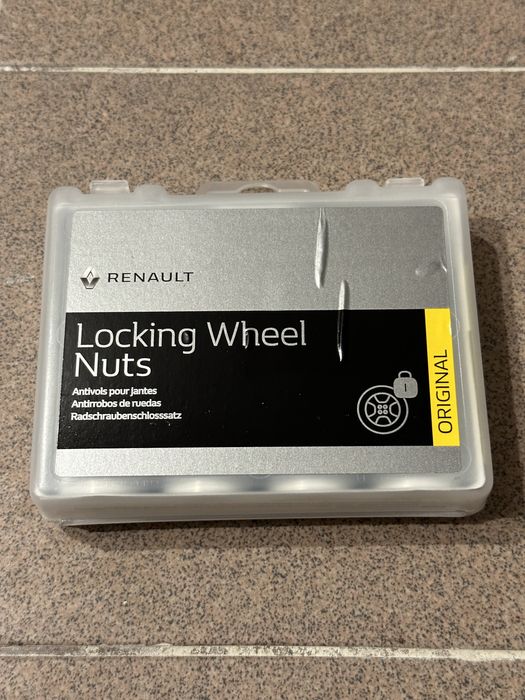 RENAULT
Locking Wheel
Nuts
Antivols pour jantes
Antirrobos de ruedas
Radschraubenschlosssatz
ORIGINAL